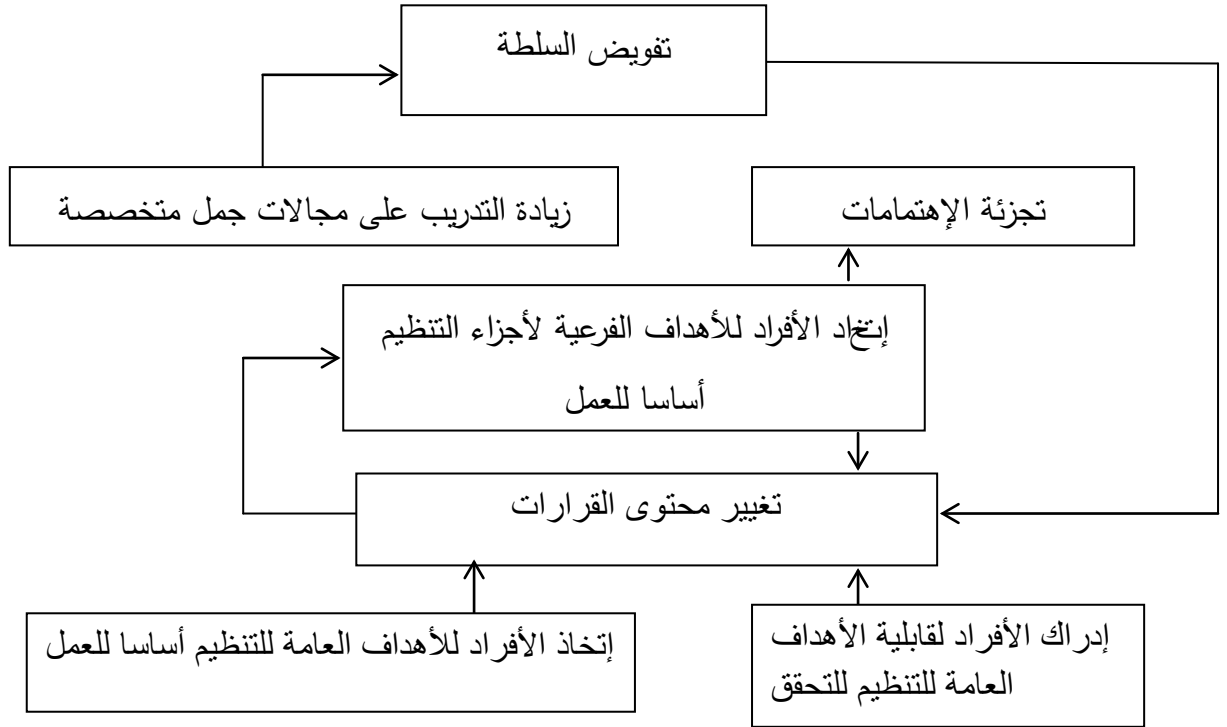 تفويض السلطة
زيادة التدريب على مجالات جمل متخصصة
تجزئة الإهتمامات
إتخاد الأفراد للأهداف الفرعية لأجزاء التنظيم
أساسا للعمل
تغيير محتوى القرارات
إتخاذ الأفراد للأهداف العامة للتنظيم أساسا للعمل
إدراك الأفراد لقابلية الأهداف
العامة للتنظيم للتحقق